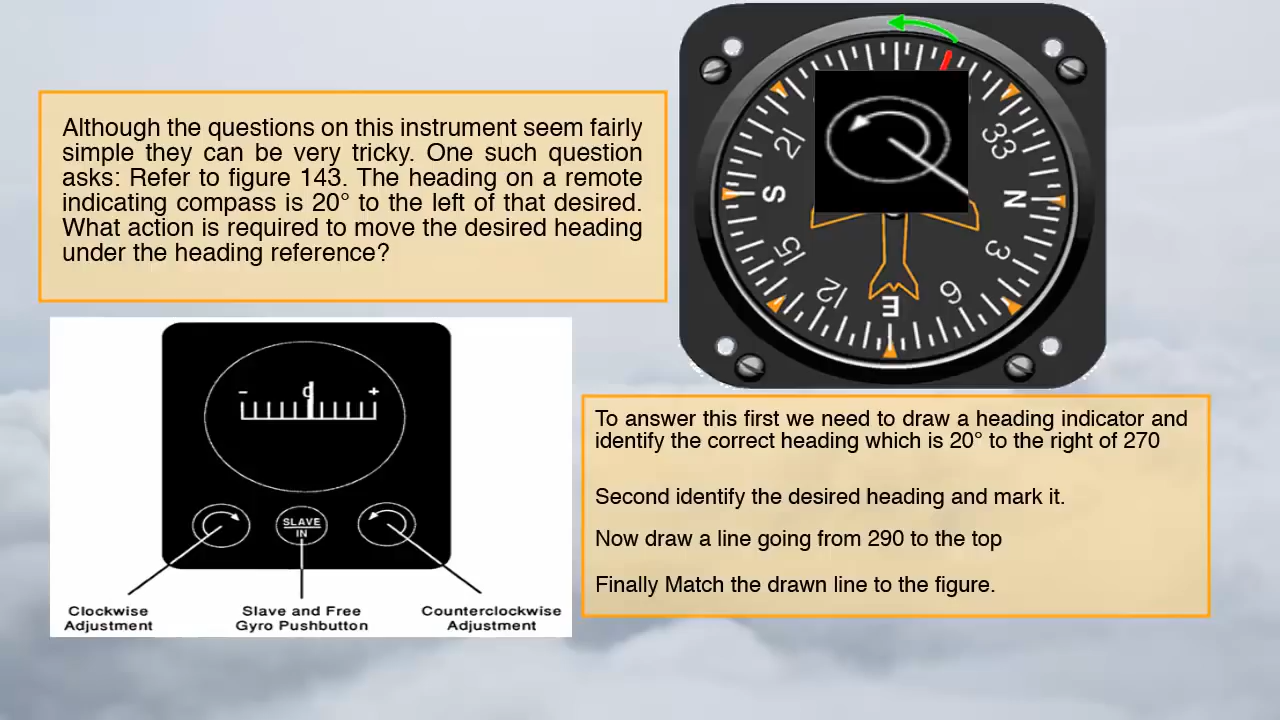 Although the questions on this instrument seem fairly
simple they can be very tricky. One such question
asks: Refer to figure 143. The heading on a remote
indicating compass is 20° to the left of that desired.
What action is required to move the desired heading
under the heading reference?
33
21
S
N
15
3
12
6
E
- d +
SLAVE
IN
Clockwise
Adjustment
Slave and Free
Gyro Pushbutton
Counterclockwise
Adjustment
To answer this first we need to draw a heading indicator and
identify the correct heading which is 20° to the right of 270
Second identify the desired heading and mark it.
Now draw a line going from 290 to the top
Finally Match the drawn line to the figure.